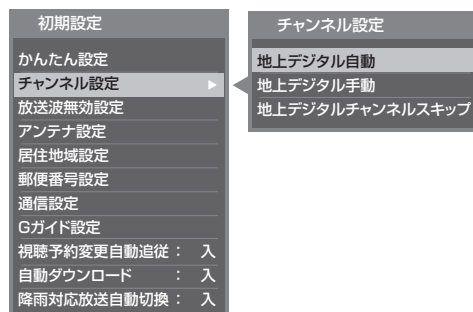 初期設定
かんたん設定
チャンネル設定
放送波無効設定
アンテナ設定
居住地域設定
郵便番号設定
通信設定
Gガイド設定
視聴予約変更自動追従： 入
自動ダウンロード ： 入
降雨対応放送自動切換： 入
チャンネル設定
地上デジタル自動
地上デジタル手動
地上デジタルチャンネルスキップ